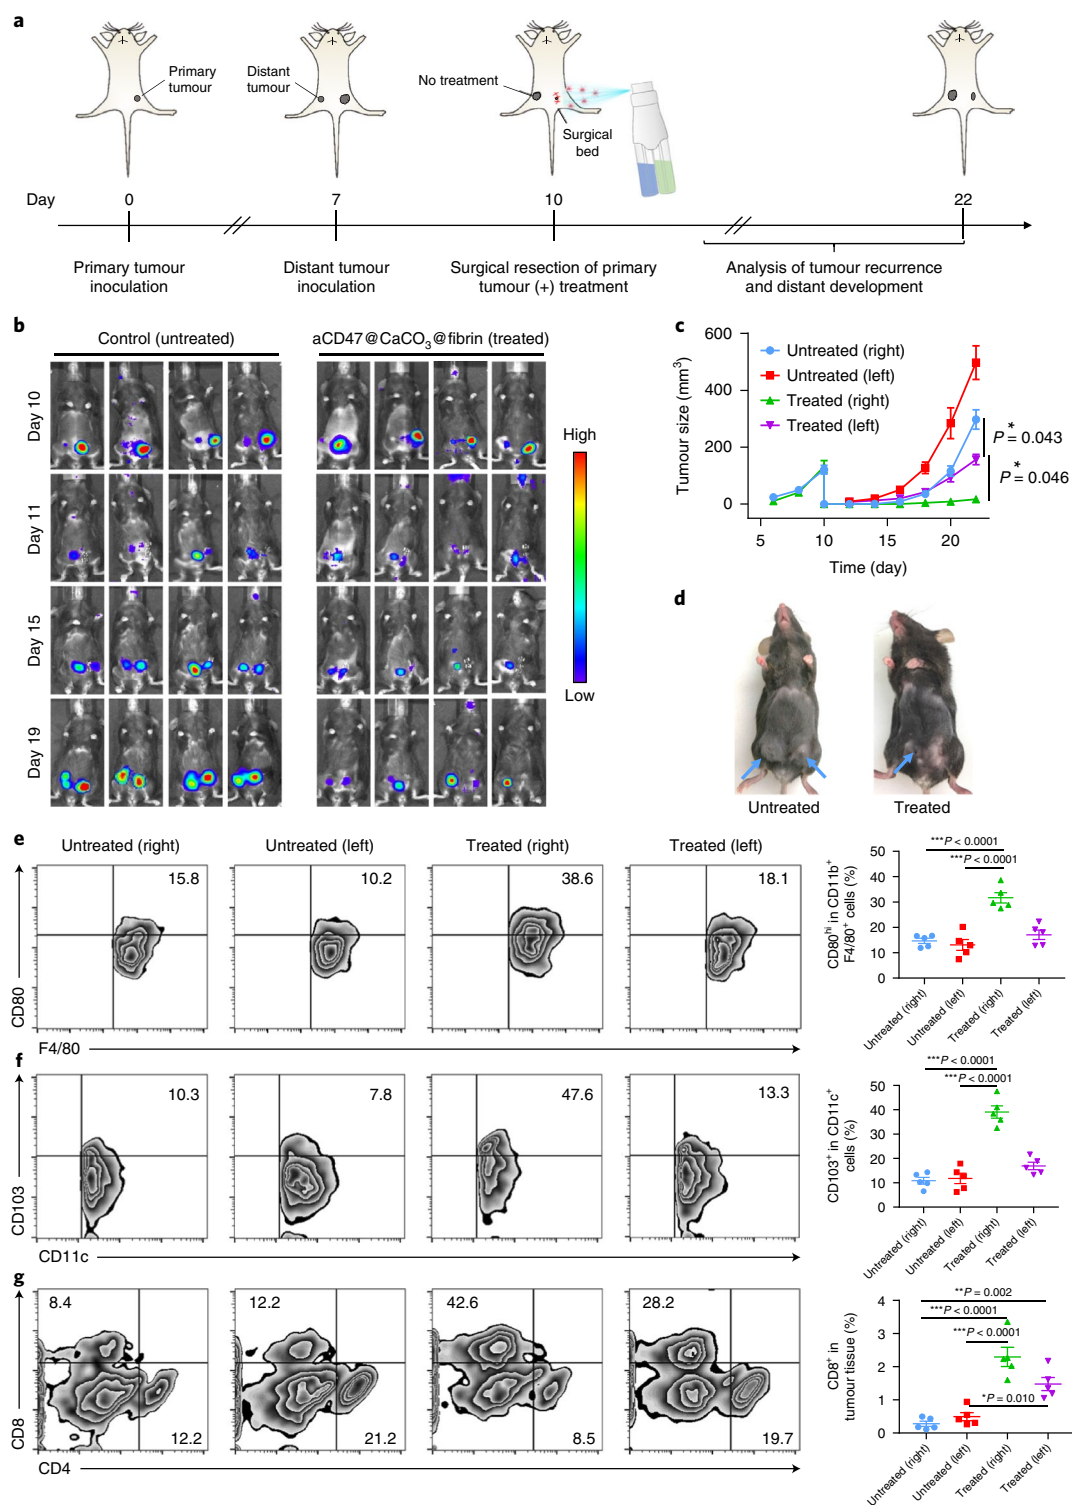 a
Primary
tumour
Distant
tumour
No treatment
Surgical
bed
Day
0
7
10
22
Primary tumour
inoculation
Distant tumour
inoculation
Surgical resection of primary
tumour (+) treatment
Analysis of tumour recurrence
and distant development
b
Control (untreated)
aCD47@CaCO3@fibrin (treated)
Day 10
Day 11
Day 15
Day 19
High
Low
c
Tumour size (mm³)
600
400
200
0
5
10
15
20
Time (day)
Untreated (right)
Untreated (left)
Treated (right)
Treated (left)
*
P = 0.043
*
P = 0.046
d
Untreated
Treated
e
Untreated (right)
Untreated (left)
Treated (right)
Treated (left)
15.8
10.2
38.6
18.1
CD80
F4/80
CD80hi in CD11b+
F4/80+ cells (%)
50
40
30
20
10
0
***P < 0.0001
***P < 0.0001
Untreated (right)
Untreated (left)
Treated (right)
Treated (left)
f
10.3
7.8
47.6
13.3
CD103
CD11c
CD103+ in CD11c+
cells (%)
50
40
30
20
10
0
***P < 0.0001
***P < 0.0001
Untreated (right)
Untreated (left)
Treated (right)
Treated (left)
g
8.4
12.2
12.2
21.2
42.6
8.5
28.2
19.7
CD8
CD4
CD8+ in
tumour tissue (%)
4
3
2
1
0
**P = 0.002
***P < 0.0001
***P < 0.0001
*P = 0.010
Untreated (right)
Untreated (left)
Treated (right)
Treated (left)